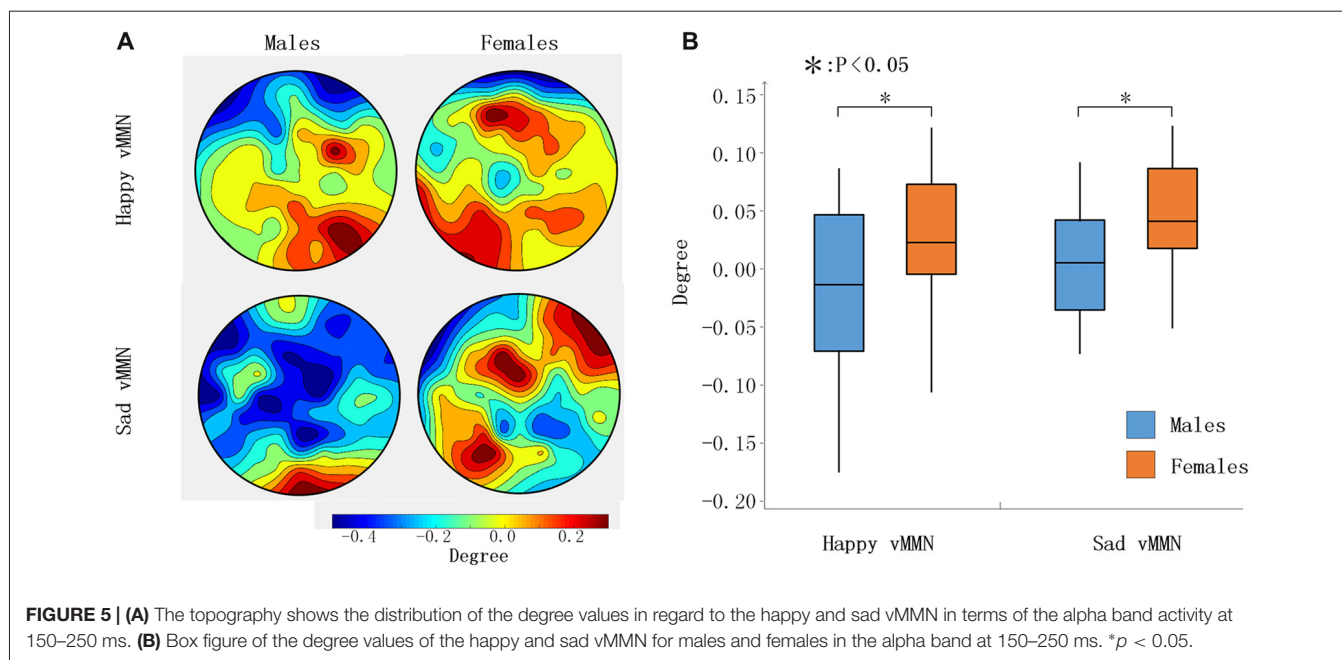 A
Males Females
Happy vMMN
Sad vMMN
-0.4 -0.2 0.0 0.2
Degree
B
*:P<0.05
* *
Degree
0.15
0.10
0.05
0.00
-0.05
-0.10
-0.15
-0.20
Males
Females
Happy vMMN Sad vMMN
FIGURE 5 | (A) The topography shows the distribution of the degree values in regard to the happy and sad vMMN in terms of the alpha band activity at
150–250 ms. (B) Box figure of the degree values of the happy and sad vMMN for males and females in the alpha band at 150–250 ms. *p < 0.05.